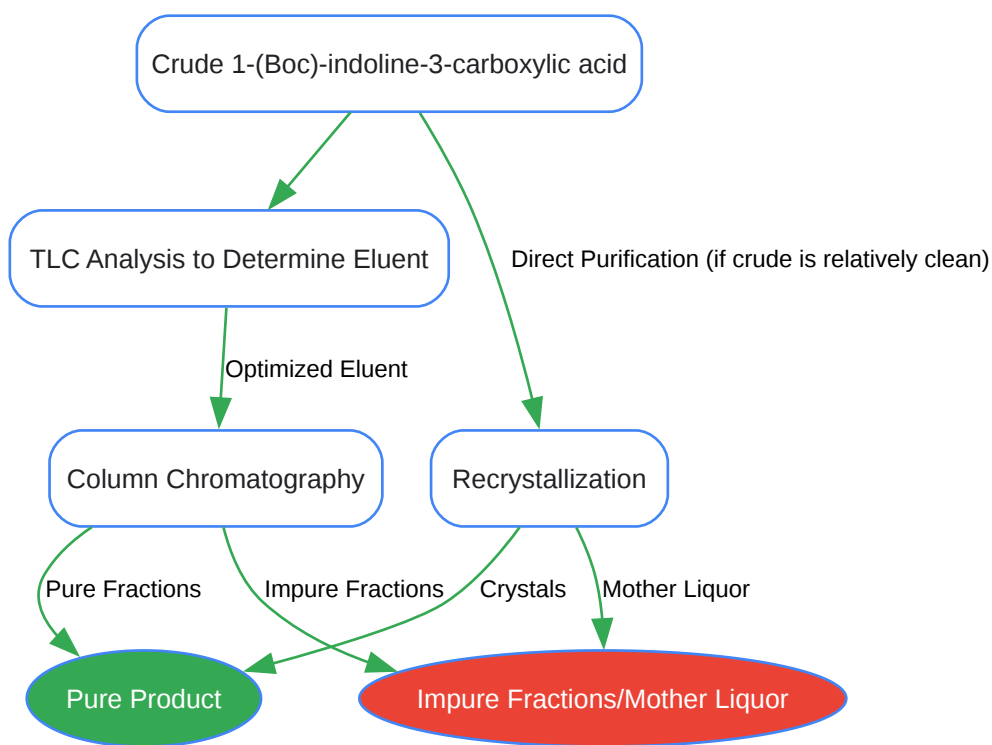 Crude 1-(Boc)-indoline-3-carboxylic acid
TLC Analysis to Determine Eluent
Direct Purification (if crude is relatively clean)
Optimized Eluent
Column Chromatography
Recrystallization
Pure Fractions
Impure Fractions
Crystals
Mother Liquor
Pure Product
Impure Fractions/Mother Liquor